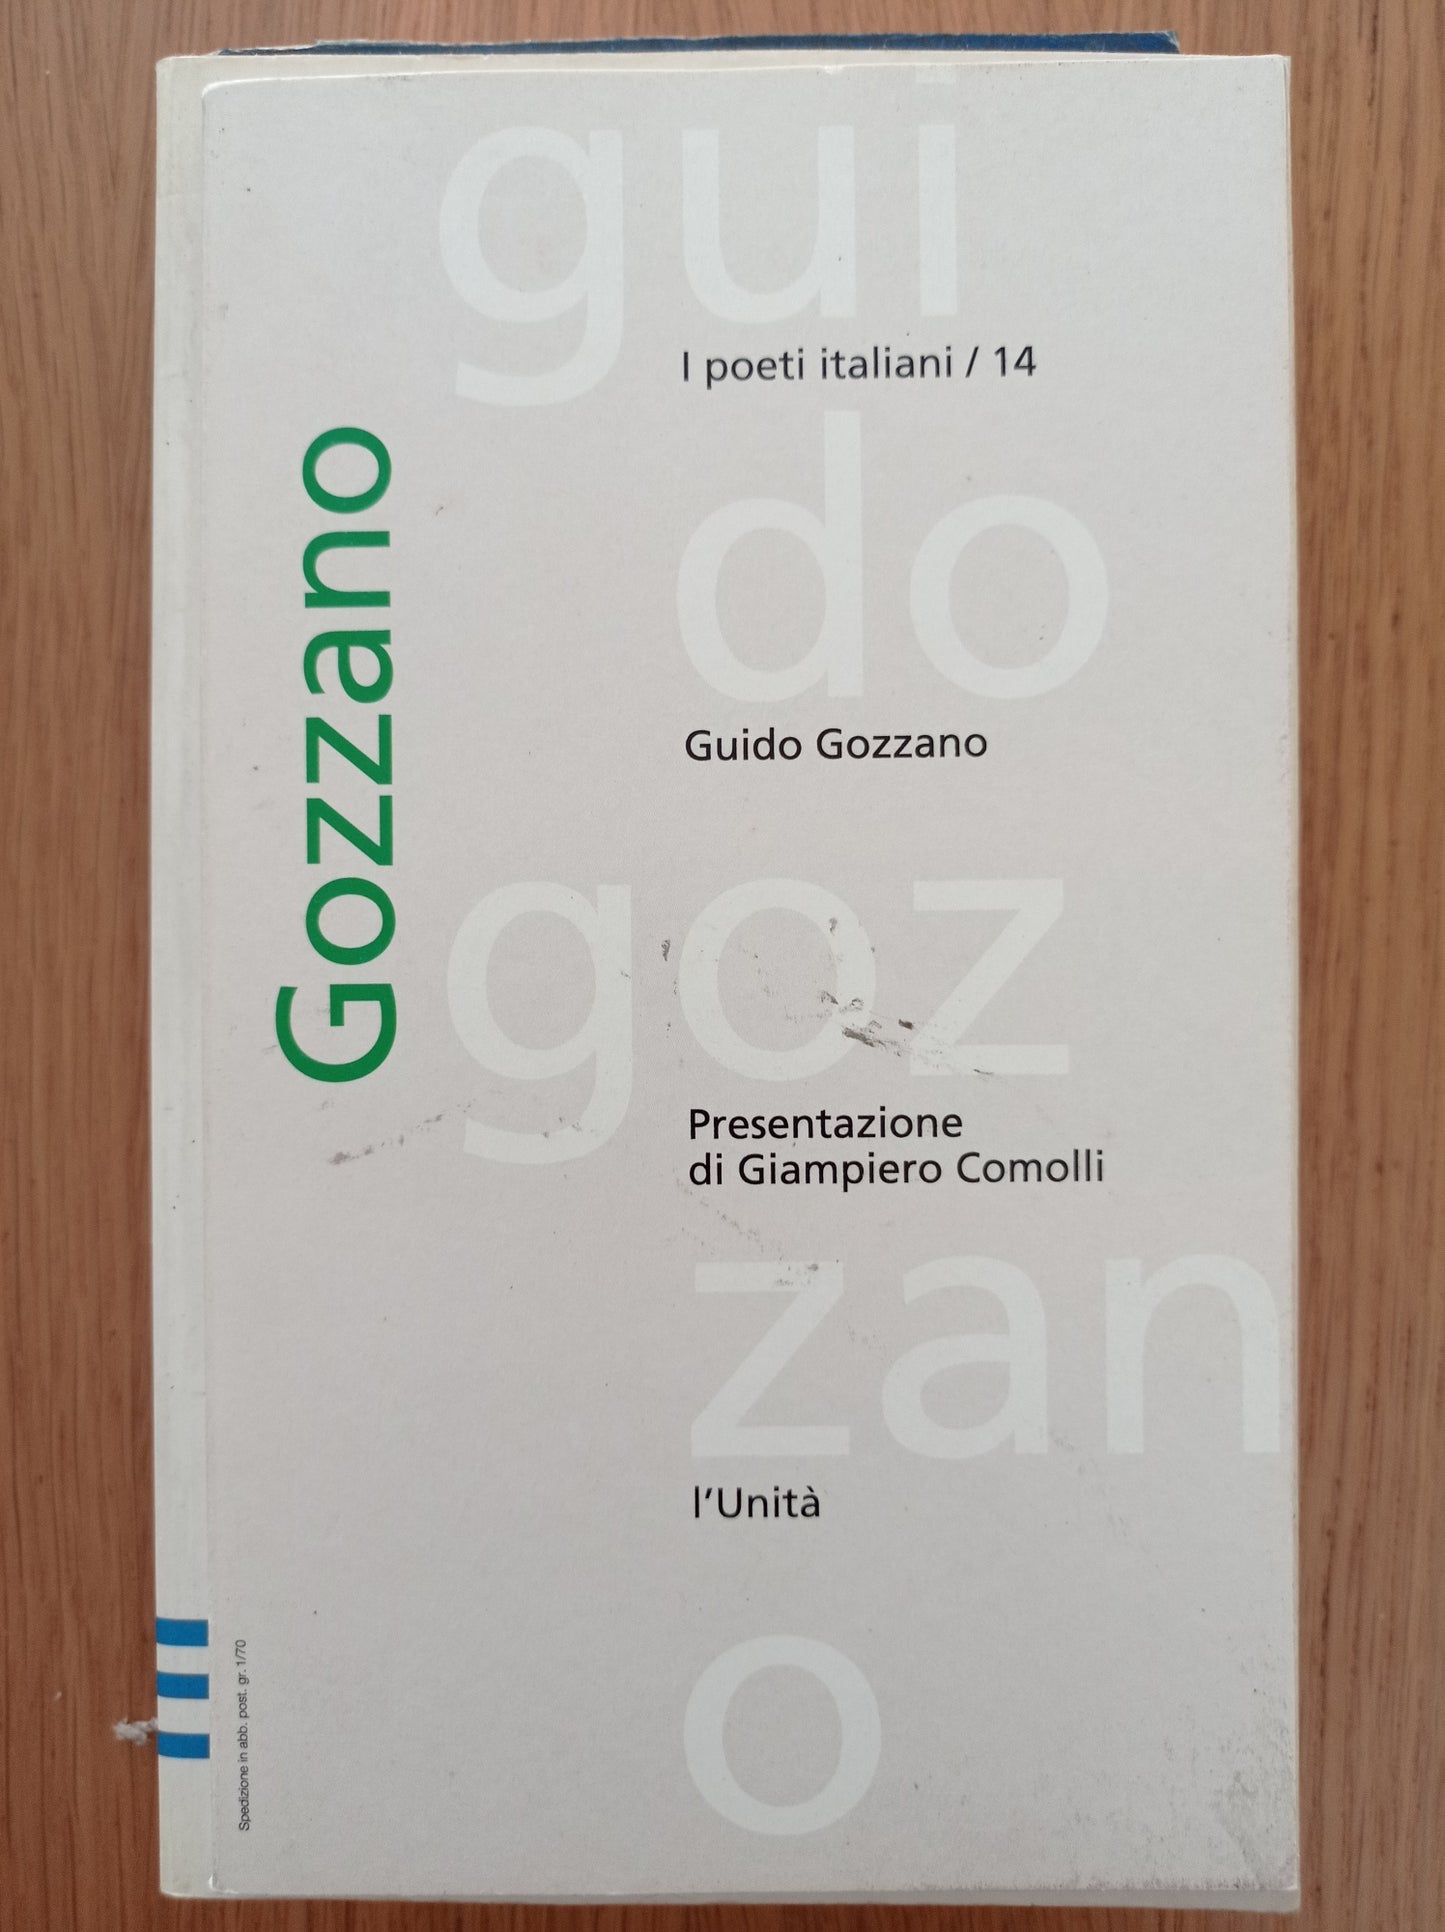 gui
I poeti italiani / 14
do
Gozzano
Guido Gozzano
goz
Presentazione
di Giampiero Comolli
zan
l'Unità
o
Spedizione in abb. post. gr. 1/70